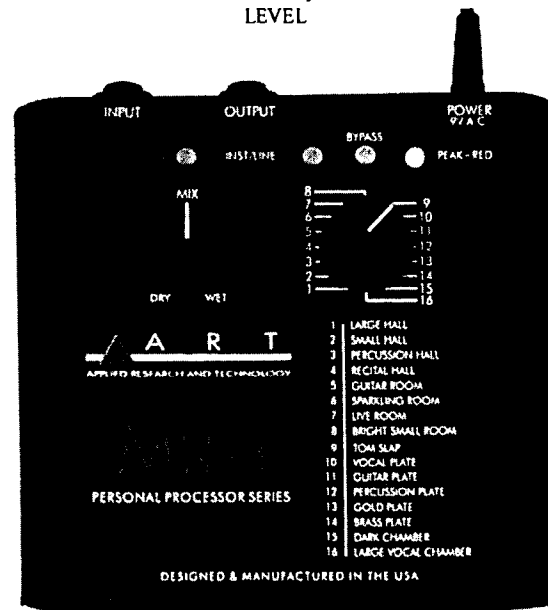 LEVEL
INPUT
OUTPUT
POWER
9V A C
BYPASS
INST/LINE
PEAK-RED
MIX
8
7
6
5
4
3
2
1
9
10
11
12
13
14
15
16
DRY WET
A R T
APPLIED RESEARCH AND TECHNOLOGY
PERSONAL PROCESSOR SERIES
1 LARGE HALL
2 SMALL HALL
3 PERCUSSION HALL
4 RECITAL HALL
5 GUITAR ROOM
6 SPARKLING ROOM
7 LIVE ROOM
8 BRIGHT SMALL ROOM
9 TOM SLAP
10 VOCAL PLATE
11 GUITAR PLATE
12 PERCUSSION PLATE
13 GOLD PLATE
14 BRASS PLATE
15 DARK CHAMBER
16 LARGE VOCAL CHAMBER
DESIGNED & MANUFACTURED IN THE USA